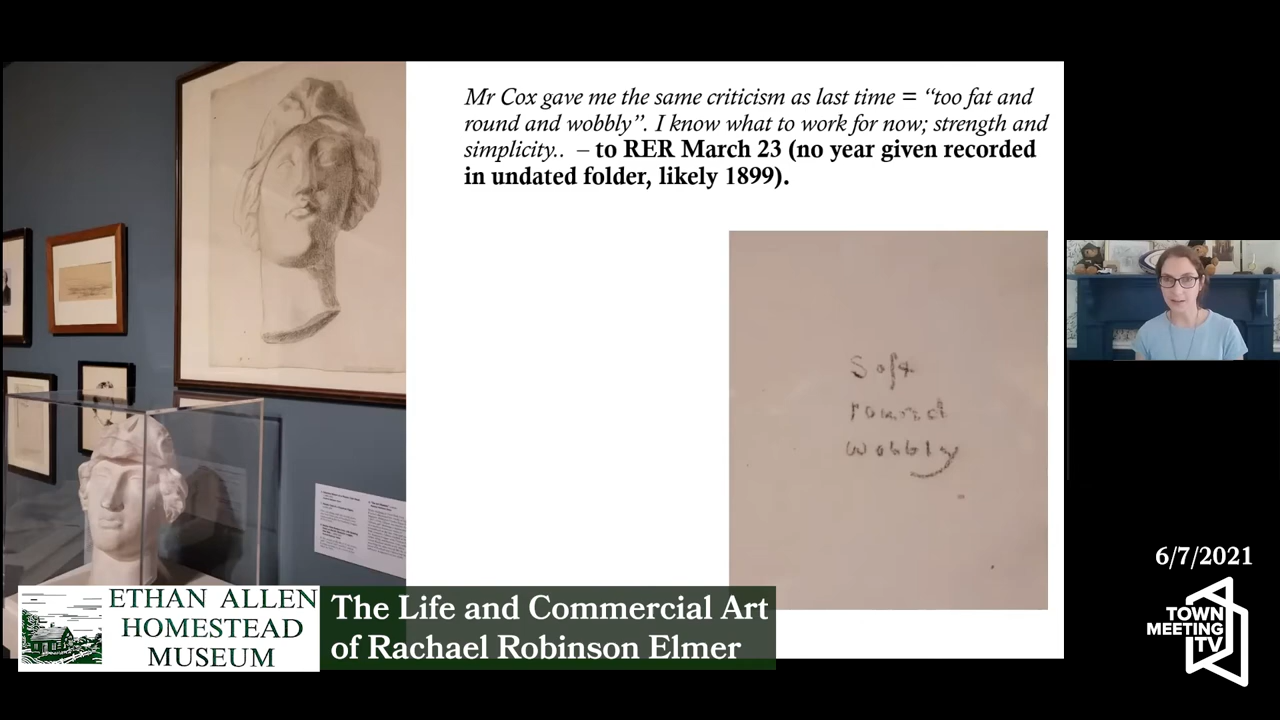 Mr Cox gave me the same criticism as last time = “too fat and
round and wobbly”. I know what to work for now; strength and
simplicity.. – to RER March 23 (no year given recorded
in undated folder, likely 1899).
Soft
round
wobbly
6/7/2021
TOWN
MEETING
TV
ETHAN ALLEN
HOMESTEAD
MUSEUM
The Life and Commercial Art
of Rachael Robinson Elmer